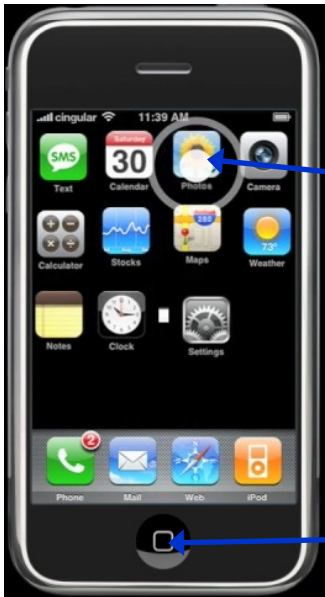 cingular 11:39 AM
SMS
Saturday
30
280
73°
Text Calendar Photos Camera
Calculator Stocks Maps Weather
Notes Clock Settings
2
Phone Mail Web iPod